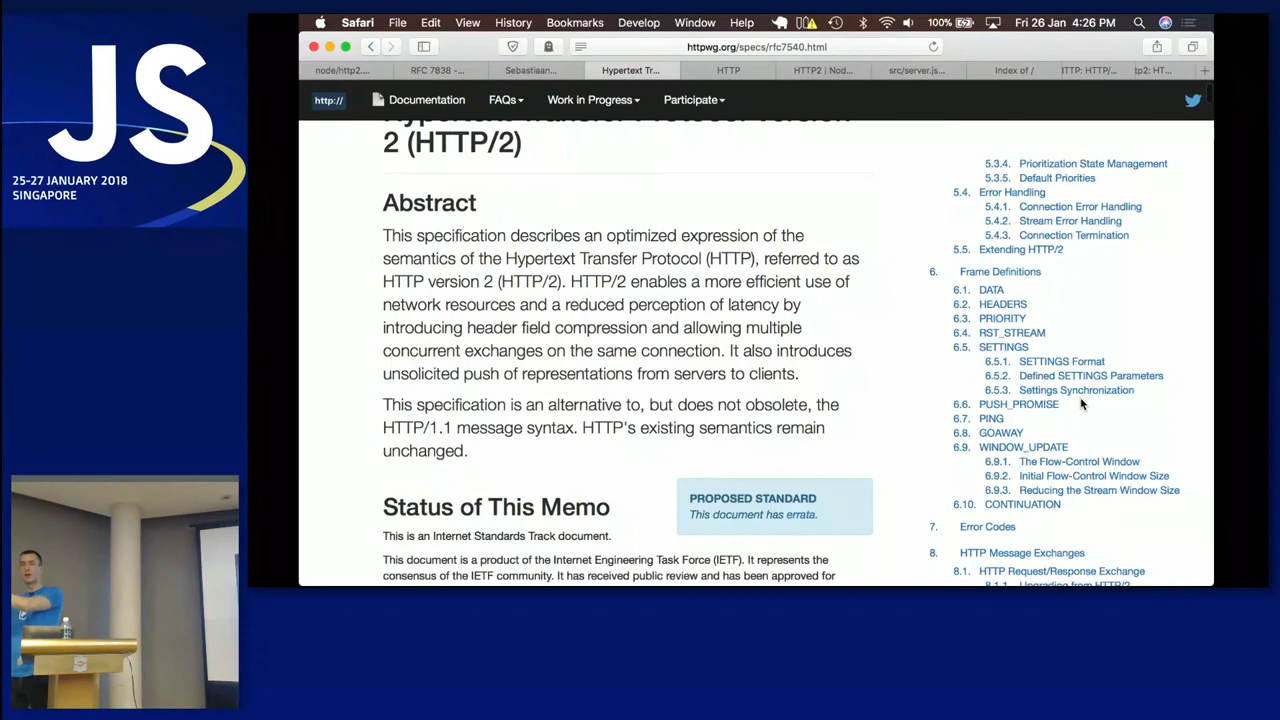 JS
25-27 JANUARY 2018
SINGAPORE
Safari File Edit View History Bookmarks Develop Window Help 100% Fri 26 Jan 4:26 PM
httpwg.org/specs/rfc7540.html
node/http2.... RFC 7838 -... Sebastiaan... Hypertext Tr... HTTP HTTP2 | Nod... src/server.js... Index of / ITTP: HTTP/... tp2: HT...
http:// Documentation FAQs Work in Progress Participate
Hypertext Transfer Protocol Version
2 (HTTP/2)
Abstract
This specification describes an optimized expression of the
semantics of the Hypertext Transfer Protocol (HTTP), referred to as
HTTP version 2 (HTTP/2). HTTP/2 enables a more efficient use of
network resources and a reduced perception of latency by
introducing header field compression and allowing multiple
concurrent exchanges on the same connection. It also introduces
unsolicited push of representations from servers to clients.
This specification is an alternative to, but does not obsolete, the
HTTP/1.1 message syntax. HTTP's existing semantics remain
unchanged.
Status of This Memo
This is an Internet Standards Track document.
This document is a product of the Internet Engineering Task Force (IETF). It represents the
consensus of the IETF community. It has received public review and has been approved for
PROPOSED STANDARD
This document has errata.
5.3.4. Prioritization State Management
5.3.5. Default Priorities
5.4. Error Handling
5.4.1. Connection Error Handling
5.4.2. Stream Error Handling
5.4.3. Connection Termination
5.5. Extending HTTP/2
6. Frame Definitions
6.1. DATA
6.2. HEADERS
6.3. PRIORITY
6.4. RST_STREAM
6.5. SETTINGS
6.5.1. SETTINGS Format
6.5.2. Defined SETTINGS Parameters
6.5.3. Settings Synchronization
6.6. PUSH_PROMISE
6.7. PING
6.8. GOAWAY
6.9. WINDOW_UPDATE
6.9.1. The Flow-Control Window
6.9.2. Initial Flow-Control Window Size
6.9.3. Reducing the Stream Window Size
6.10. CONTINUATION
7. Error Codes
8. HTTP Message Exchanges
8.1. HTTP Request/Response Exchange
8.1.1. Upgrading from HTTP/2